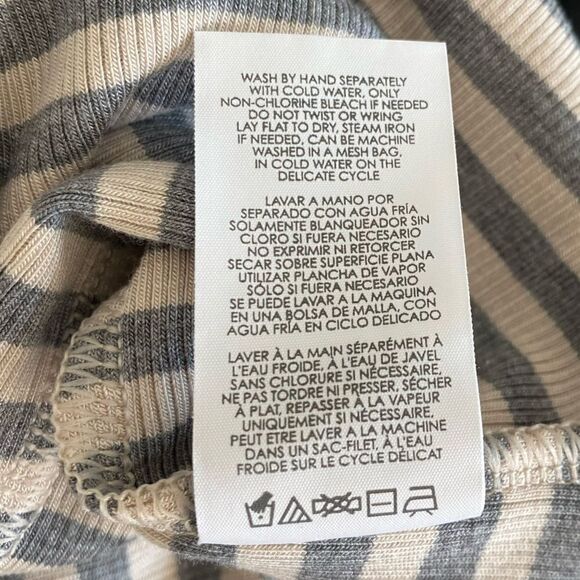 WASH BY HAND SEPARATELY
WITH COLD WATER, ONLY
NON-CHLORINE BLEACH IF NEEDED
DO NOT TWIST OR WRING
LAY FLAT TO DRY, STEAM IRON
IF NEEDED, CAN BE MACHINE
WASHED IN A MESH BAG.
IN COLD WATER ON THE
DELICATE CYCLE
LAVAR A MANO POR
SEPARADO CON AGUA FRÍA
SOLAMENTE BLANQUEADOR SIN
CLORO SI FUERA NECESARIO
NO EXPRIMIR NI RETORCER
SECAR SOBRE SUPERFICIE PLANA
UTILIZAR PLANCHA DE VAPOR
SÓLO SI FUERA NECESARIO
SE PUEDE LAVAR A LA MAQUINA
EN UNA BOLSA DE MALLA, CON
AGUA FRÍA EN CICLO DELICADO
LAVER À LA MAIN SÉPARÉMENT À
L'EAU FROIDE, À L'EAU DE JAVEL
SANS CHLORURE SI NÉCESSAIRE,
NE PAS TORDRE NI PRESSER, SÉCHER
À PLAT, REPASSER À LA VAPEUR
UNIQUEMENT SI NÉCESSAIRE,
PEUT ETRE LAVER A LA MACHINE
DANS UN SAC-FILET, À L'EAU
FROIDE SUR LE CYCLE DÉLICAT